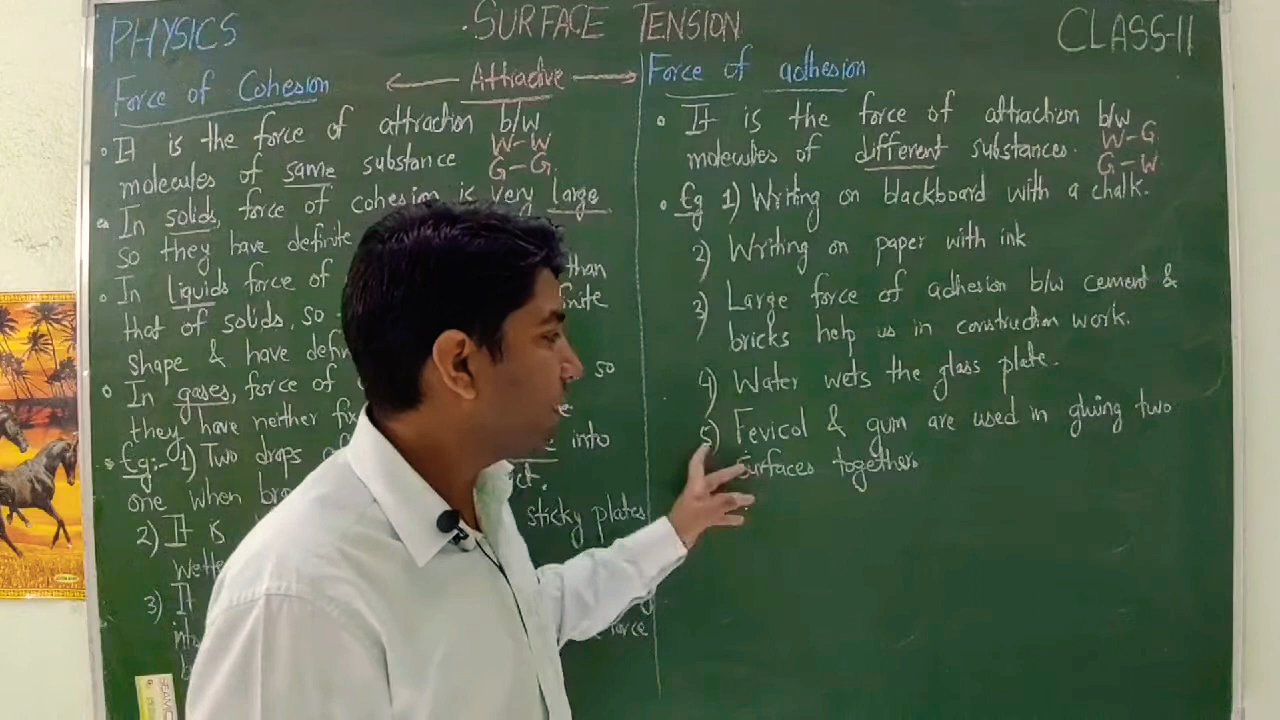 PHYSICS
SURFACE TENSION
CLASS-11
Force of Cohesion
Attractive
Force of adhesion
• It is the force of attraction b/w
W-W
molecules of same substance
G-G
• In solids, force of cohesion is very large
so they have definite
• In liquids force of than
that of solids, so finite
shape & have defin
• In gases, force of so
they have neither fix
• Eg:- 1) Two drops of into
one when bro ct.
2) It is sticky plates
wette
3) It
into force
• It is the force of attraction b/w
W-G
molecules of different substances.
G-W
• Eg 1) Writing on blackboard with a chalk.
2) Writing on paper with ink
3) Large force of adhesion b/w cement &
bricks help us in construction work.
4) Water wets the glass plate.
5) Fevicol & gum are used in gluing two
surfaces together.